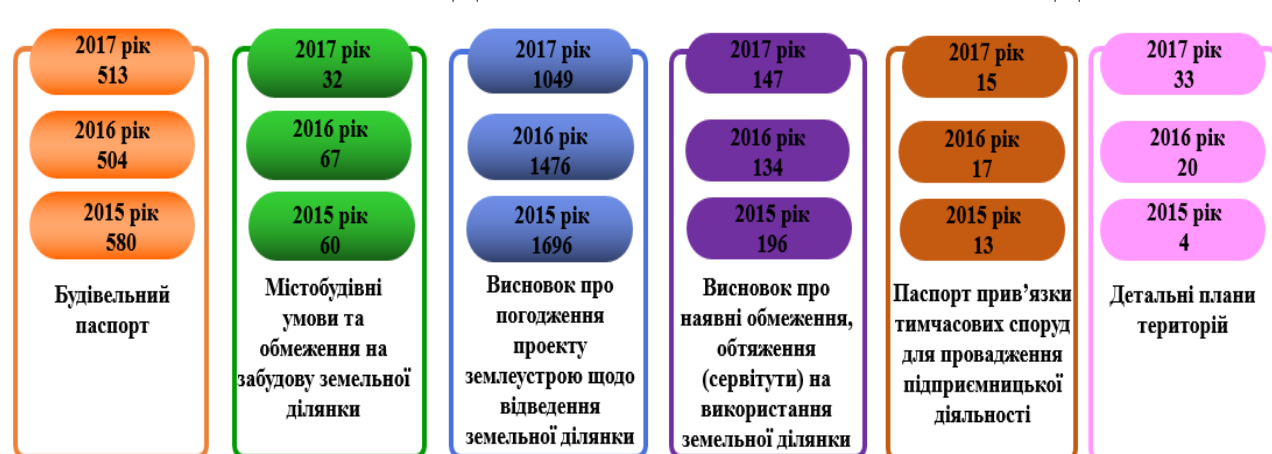 2017 рік
513
2016 рік
504
2015 рік
580
Будівельний
паспорт
2017 рік
32
2016 рік
67
2015 рік
60
Містобудівні
умови та
обмеження на
забудову земельної
ділянки
2017 рік
1049
2016 рік
1476
2015 рік
1696
Висновок про
погодження
проекту
землеустрою щодо
відведення
земельної ділянки
2017 рік
147
2016 рік
134
2015 рік
196
Висновок про
наявні обмеження,
обтяження
(сервітути) на
використання
земельної ділянки
2017 рік
15
2016 рік
17
2015 рік
13
Паспорт прив’язки
тимчасових споруд
для провадження
підприємницької
діяльності
2017 рік
33
2016 рік
20
2015 рік
4
Детальні плани
територій